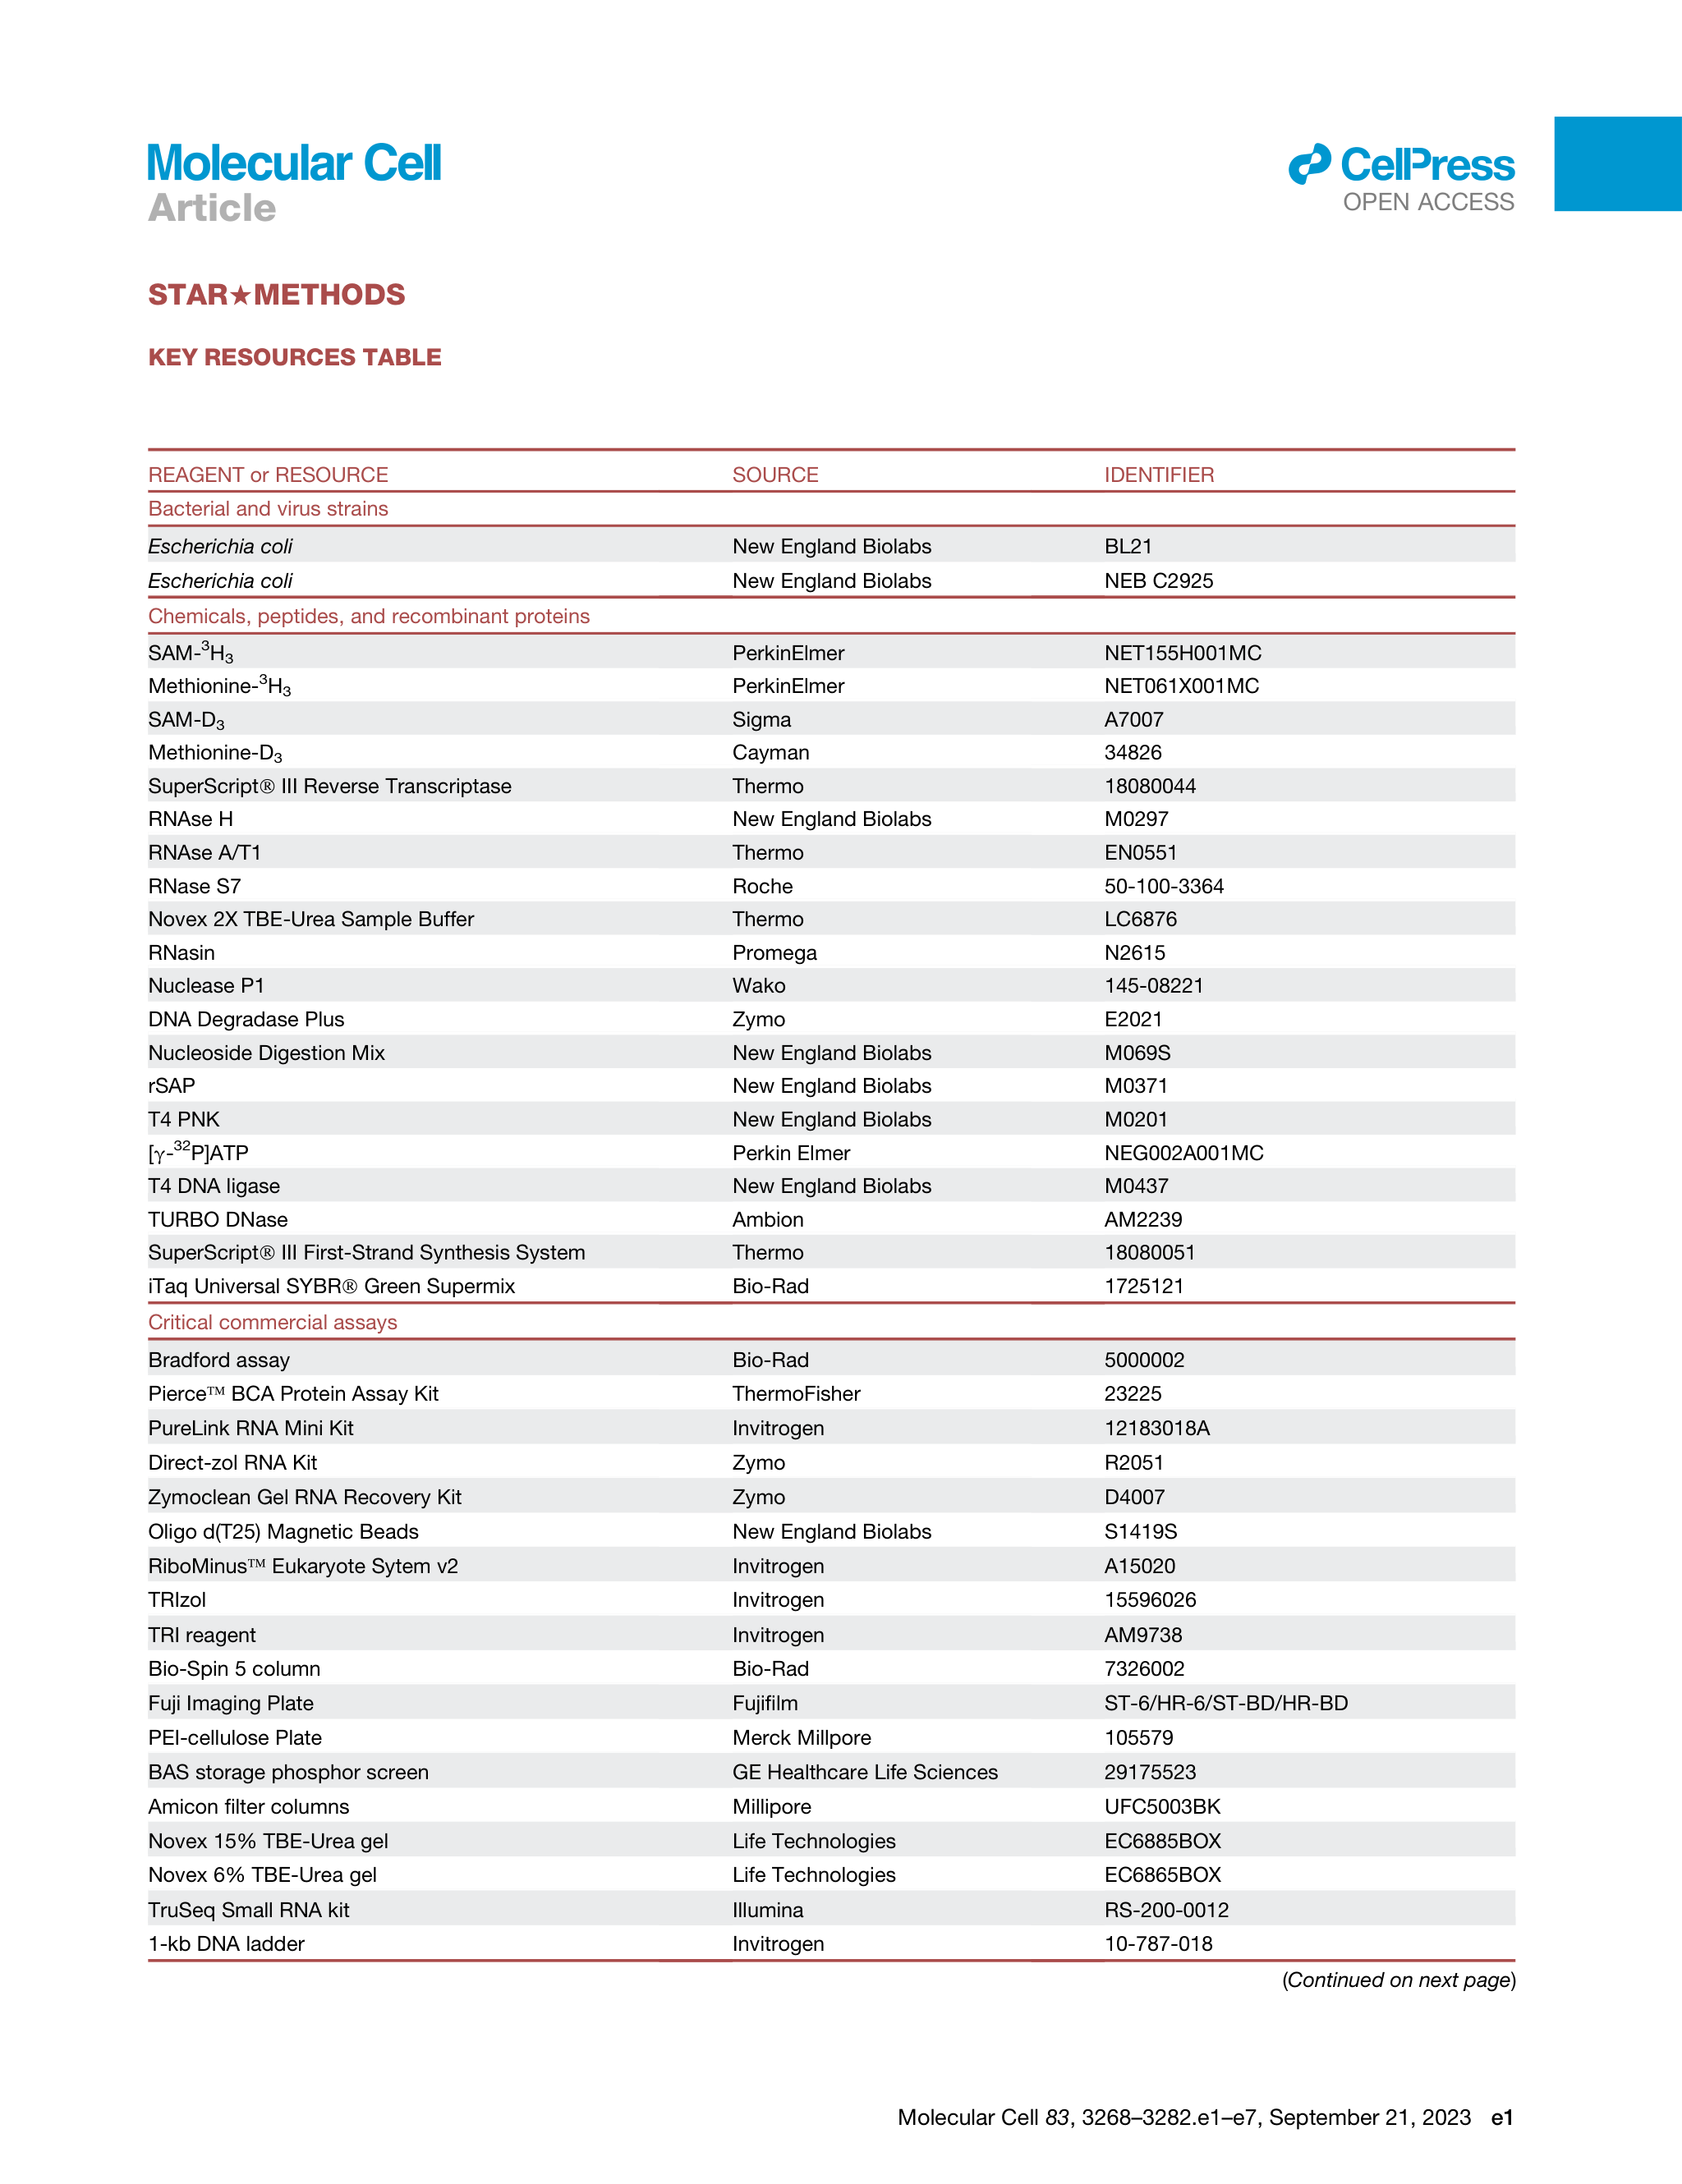 Molecular Cell
Article
CellPress
OPEN ACCESS
STAR★METHODS
KEY RESOURCES TABLE
REAGENT or RESOURCE SOURCE IDENTIFIER
Bacterial and virus strains
Escherichia coli New England Biolabs BL21
Escherichia coli New England Biolabs NEB C2925
Chemicals, peptides, and recombinant proteins
SAM-³H₃ PerkinElmer NET155H001MC
Methionine-³H₃ PerkinElmer NET061X001MC
SAM-D₃ Sigma A7007
Methionine-D₃ Cayman 34826
SuperScript® III Reverse Transcriptase Thermo 18080044
RNAse H New England Biolabs M0297
RNAse A/T1 Thermo EN0551
RNase S7 Roche 50-100-3364
Novex 2X TBE-Urea Sample Buffer Thermo LC6876
RNasin Promega N2615
Nuclease P1 Wako 145-08221
DNA Degradase Plus Zymo E2021
Nucleoside Digestion Mix New England Biolabs M069S
rSAP New England Biolabs M0371
T4 PNK New England Biolabs M0201
[γ-³²P]ATP Perkin Elmer NEG002A001MC
T4 DNA ligase New England Biolabs M0437
TURBO DNase Ambion AM2239
SuperScript® III First-Strand Synthesis System Thermo 18080051
iTaq Universal SYBR® Green Supermix Bio-Rad 1725121
Critical commercial assays
Bradford assay Bio-Rad 5000002
Pierce™ BCA Protein Assay Kit ThermoFisher 23225
PureLink RNA Mini Kit Invitrogen 12183018A
Direct-zol RNA Kit Zymo R2051
Zymoclean Gel RNA Recovery Kit Zymo D4007
Oligo d(T25) Magnetic Beads New England Biolabs S1419S
RiboMinus™ Eukaryote Sytem v2 Invitrogen A15020
TRIzol Invitrogen 15596026
TRI reagent Invitrogen AM9738
Bio-Spin 5 column Bio-Rad 7326002
Fuji Imaging Plate Fujifilm ST-6/HR-6/ST-BD/HR-BD
PEI-cellulose Plate Merck Millpore 105579
BAS storage phosphor screen GE Healthcare Life Sciences 29175523
Amicon filter columns Millipore UFC5003BK
Novex 15% TBE-Urea gel Life Technologies EC6885BOX
Novex 6% TBE-Urea gel Life Technologies EC6865BOX
TruSeq Small RNA kit Illumina RS-200-0012
1-kb DNA ladder Invitrogen 10-787-018
(Continued on next page)
Molecular Cell 83, 3268–3282.e1–e7, September 21, 2023 e1